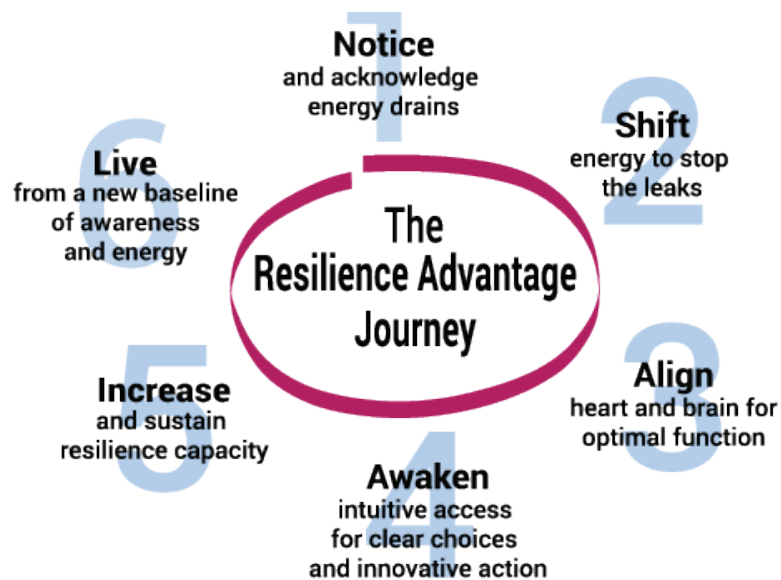 The
Resilience Advantage
Journey
1
Notice
and acknowledge
energy drains
2
Shift
energy to stop
the leaks
3
Align
heart and brain for
optimal function
4
Awaken
intuitive access
for clear choices
and innovative action
5
Increase
and sustain
resilience capacity
6
Live
from a new baseline
of awareness
and energy